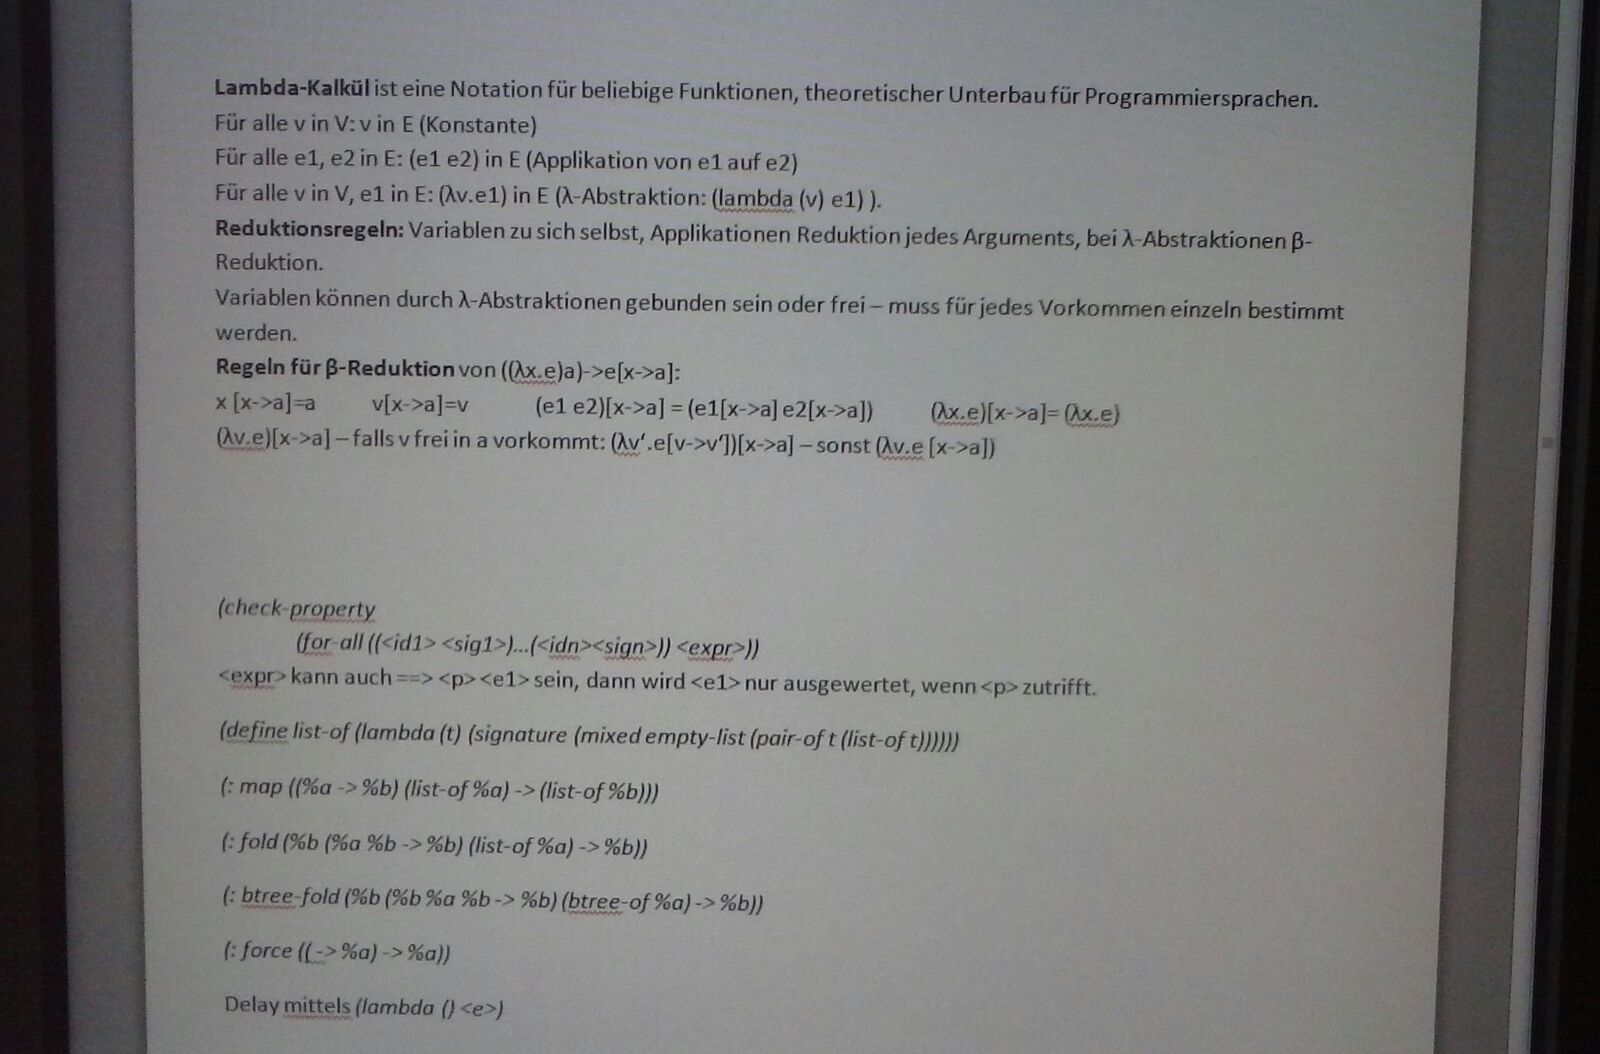 Lambda-Kalkül ist eine Notation für beliebige Funktionen, theoretischer Unterbau für Programmiersprachen.
Für alle v in V: v in E (Konstante)
Für alle e1, e2 in E: (e1 e2) in E (Applikation von e1 auf e2)
Für alle v in V, e1 in E: (λv.e1) in E (λ-Abstraktion: (lambda (v) e1) ).
Reduktionsregeln: Variablen zu sich selbst, Applikationen Reduktion jedes Arguments, bei λ-Abstraktionen β-
Reduktion.
Variablen können durch λ-Abstraktionen gebunden sein oder frei – muss für jedes Vorkommen einzeln bestimmt
werden.
Regeln für β-Reduktion von ((λx.e)a)->e[x->a]:
x [x->a]=a v[x->a]=v (e1 e2)[x->a] = (e1[x->a] e2[x->a]) (λx.e)[x->a]= (λx.e)
(λv.e)[x->a] – falls v frei in a vorkommt: (λv‘.e[v->v‘])[x->a] – sonst (λv.e [x->a])
(check-property
(for-all ((<id1> <sig1>)...(<idn><sign>)) <expr>))
<expr> kann auch ==> <p> <e1> sein, dann wird <e1> nur ausgewertet, wenn <p> zutrifft.
(define list-of (lambda (t) (signature (mixed empty-list (pair-of t (list-of t))))))
(: map ((%a -> %b) (list-of %a) -> (list-of %b)))
(: fold (%b (%a %b -> %b) (list-of %a) -> %b))
(: btree-fold (%b (%b %a %b -> %b) (btree-of %a) -> %b))
(: force (( -> %a) -> %a))
Delay mittels (lambda () <e>)